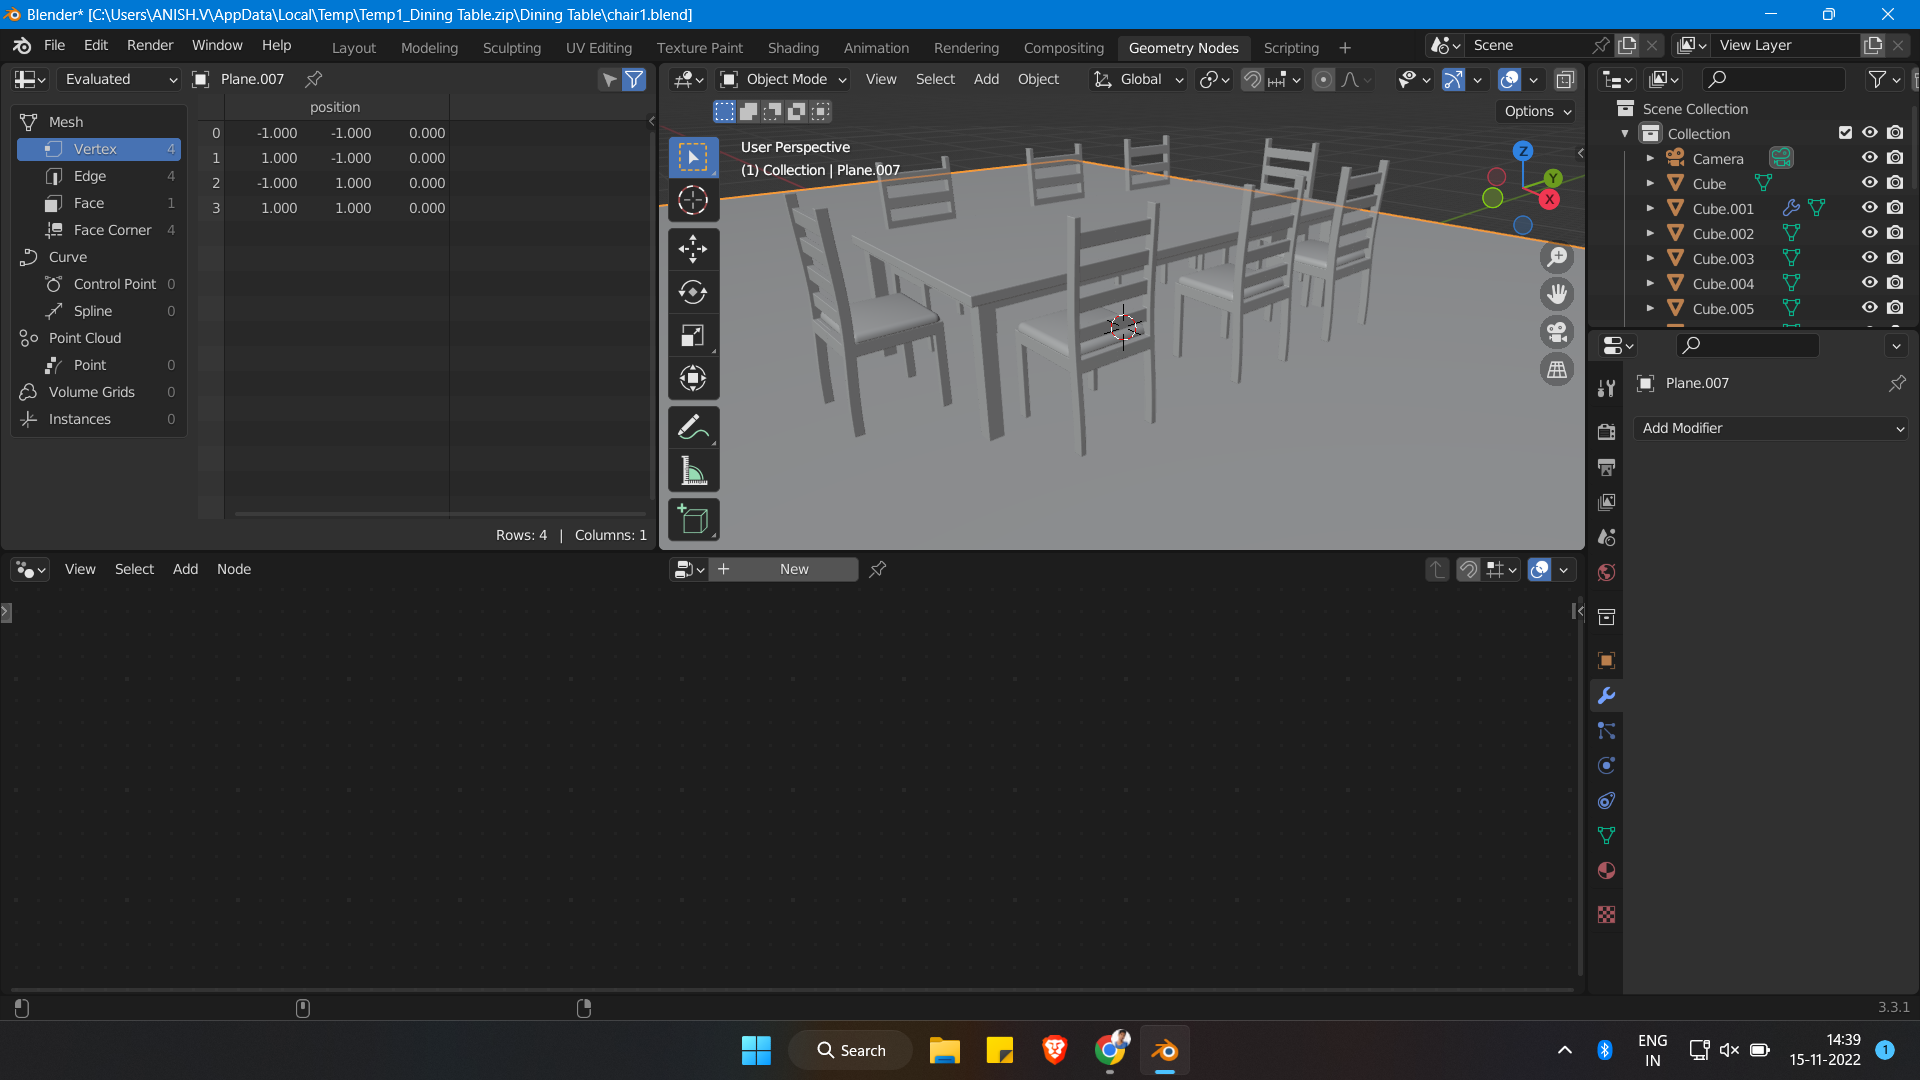 Blender* [C:\Users\ANISH.V\AppData\Local\Temp\Temp1_Dining Table.zip\Dining Table\chair1.blend]
File Edit Render Window Help Layout Modeling Sculpting UV Editing Texture Paint Shading Animation Rendering Compositing Geometry Nodes Scripting + Scene View Layer
Evaluated Plane.007
Object Mode View Select Add Object Global
Options
position
Mesh
Vertex 4
Edge 4
Face 1
Face Corner 4
Curve
Control Point 0
Spline 0
Point Cloud
Point 0
Volume Grids 0
Instances 0
0 -1.000 -1.000 0.000
1 1.000 -1.000 0.000
2 -1.000 1.000 0.000
3 1.000 1.000 0.000
Rows: 4 | Columns: 1
User Perspective
(1) Collection | Plane.007
Z
Y
X
Scene Collection
Collection
Camera
Cube
Cube.001
Cube.002
Cube.003
Cube.004
Cube.005
Plane.007
Add Modifier
View Select Add Node
+ New
3.3.1
Search
ENG
IN
14:39
15-11-2022
1